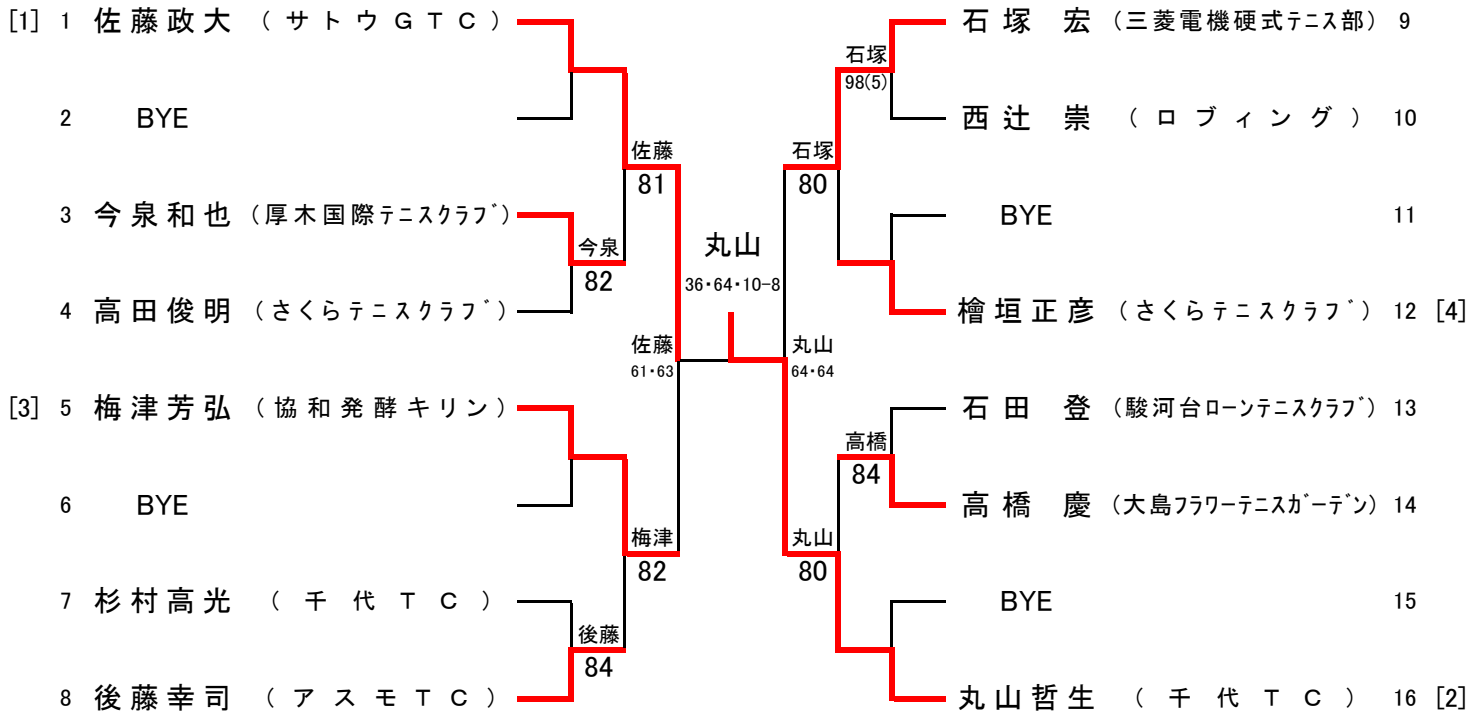 [1] 1 佐藤政大 (サトウGTC)
2 BYE
3 今泉和也 (厚木国際テニスクラブ)
4 高田俊明 (さくらテニスクラブ)
[3] 5 梅津芳弘 (協和発酵キリン)
6 BYE
7 杉村高光 (千代TC)
8 後藤幸司 (アスモTC)
今泉
82
後藤
84
佐藤
81
梅津
82
佐藤
61・63
丸山
36・64・10-8
丸山
64・64
石塚
80
丸山
80
石塚
98(5)
高橋
84
石塚 宏 (三菱電機硬式テニス部) 9
西辻 崇 (ロブィング) 10
BYE 11
檜垣正彦 (さくらテニスクラブ) 12 [4]
石田 登 (駿河台ローンテニスクラブ) 13
高橋 慶 (大島フラワーテニスガーデン) 14
BYE 15
丸山哲生 (千代TC) 16 [2]